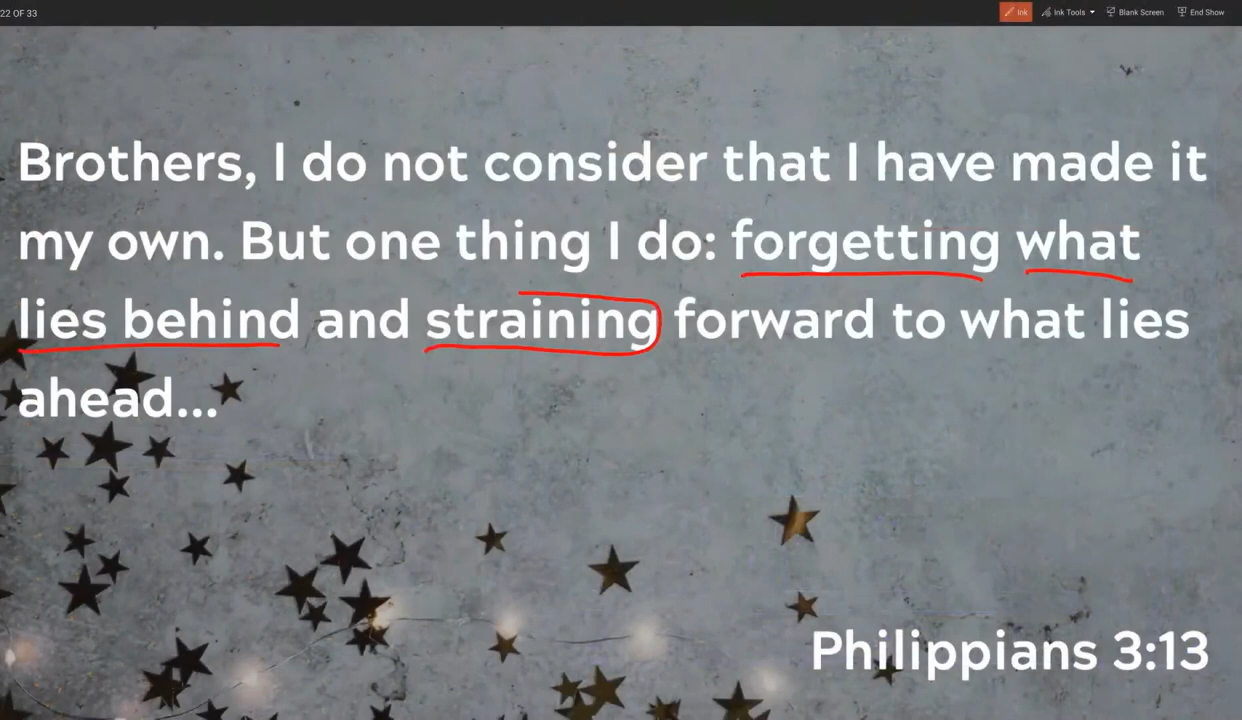 22 OF 33
Ink
Ink Tools
Blank Screen
End Show
Brothers, I do not consider that I have made it
my own. But one thing I do: forgetting what
lies behind and straining forward to what lies
ahead...
Philippians 3:13